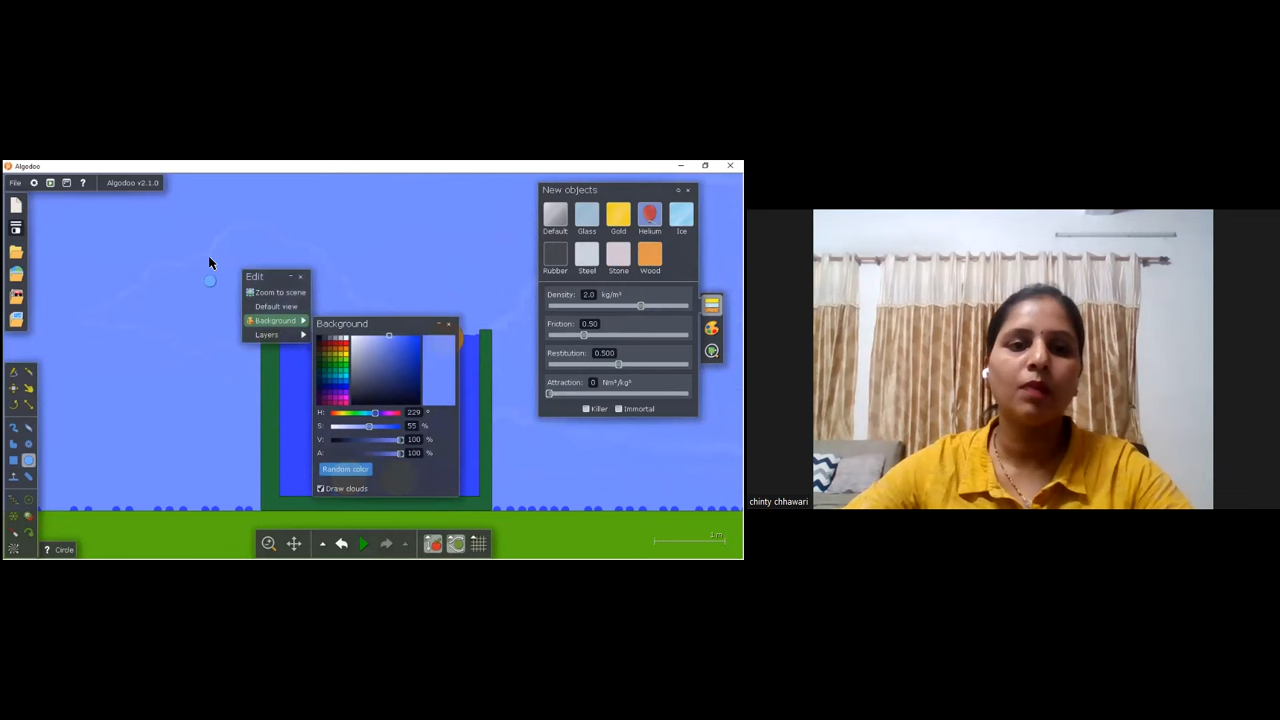 Algodoo
File
Algodoo v2.1.0
New objects
Default Glass Gold Helium Ice
Rubber Steel Stone Wood
Density: 2.0 kg/m²
Friction: 0.50
Restitution: 0.500
Attraction: 0 Nm²/kg²
Killer Immortal
Edit
Zoom to scene
Default view
Background
Layers
Background
H: 229 °
S: 55 %
V: 100 %
A: 100 %
Random color
Draw clouds
? Circle
1 m
chinty chhawari